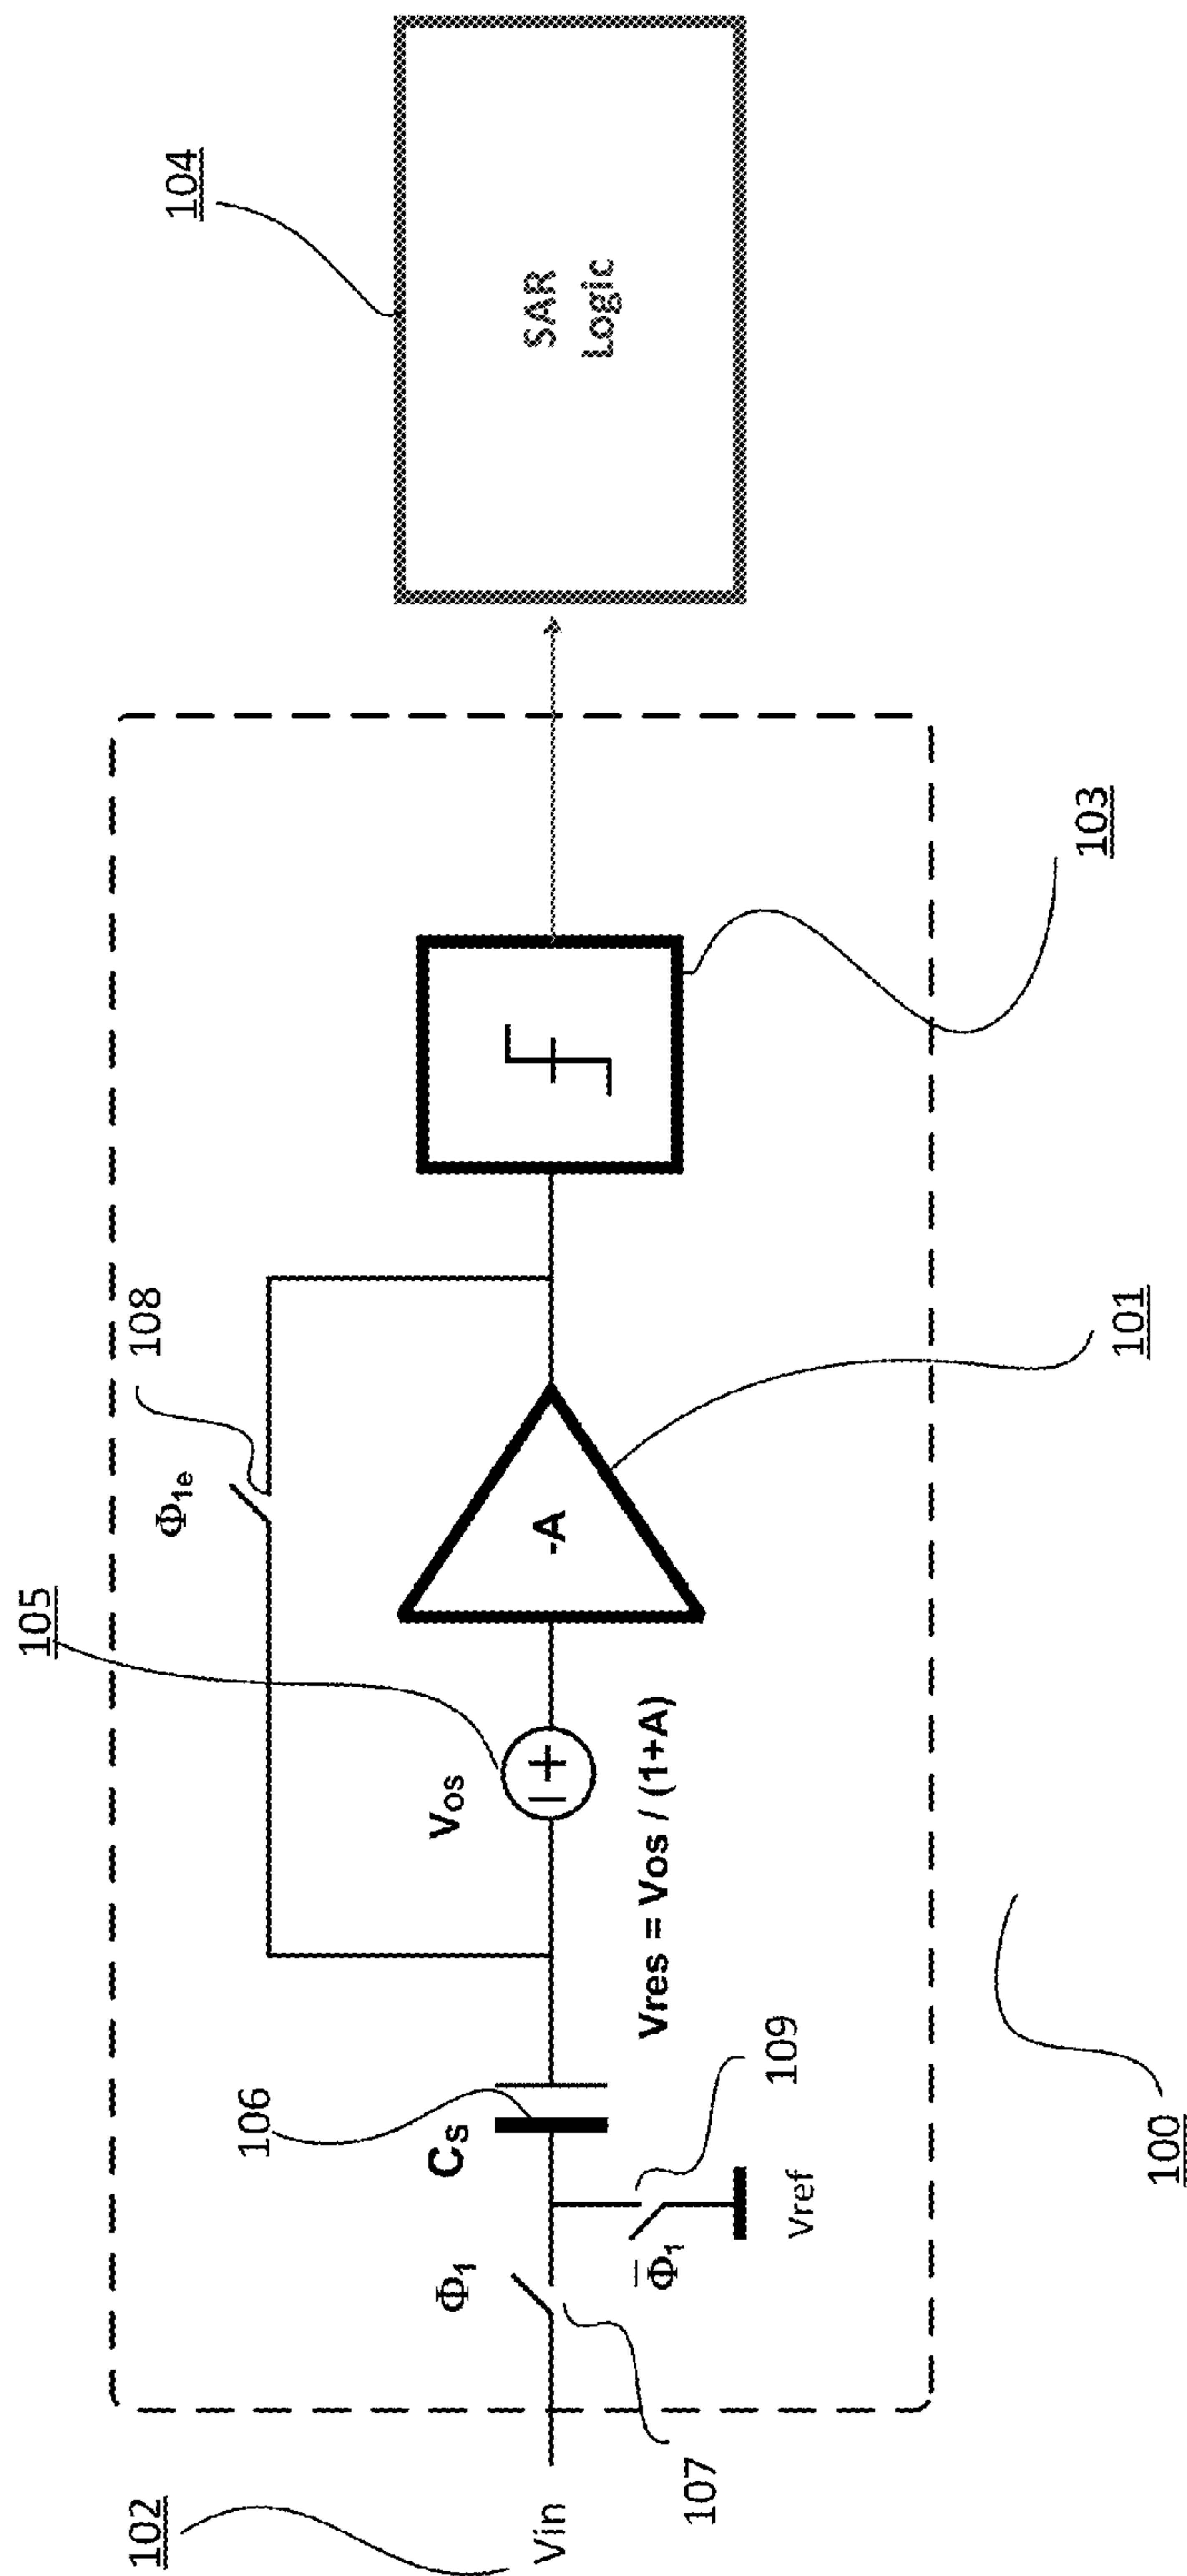 102
Vin
107
Φ1
Φ̅1
109
Vref
CS
106
Vres = Vos / (1+A)
Vos
105
-A
Φ1e
108
101
103
100
SAR
Logic
104